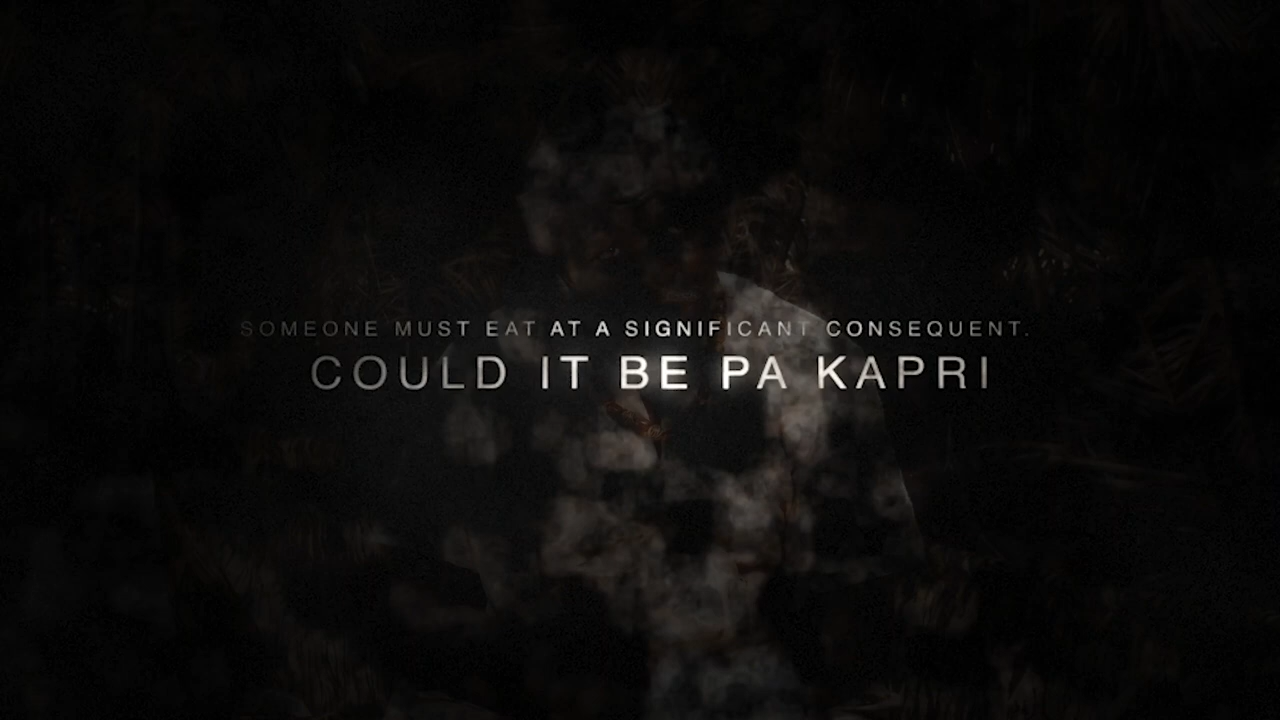 SOMEONE MUST EAT AT A SIGNIFICANT CONSEQUENT.
COULD IT BE PA KAPRI